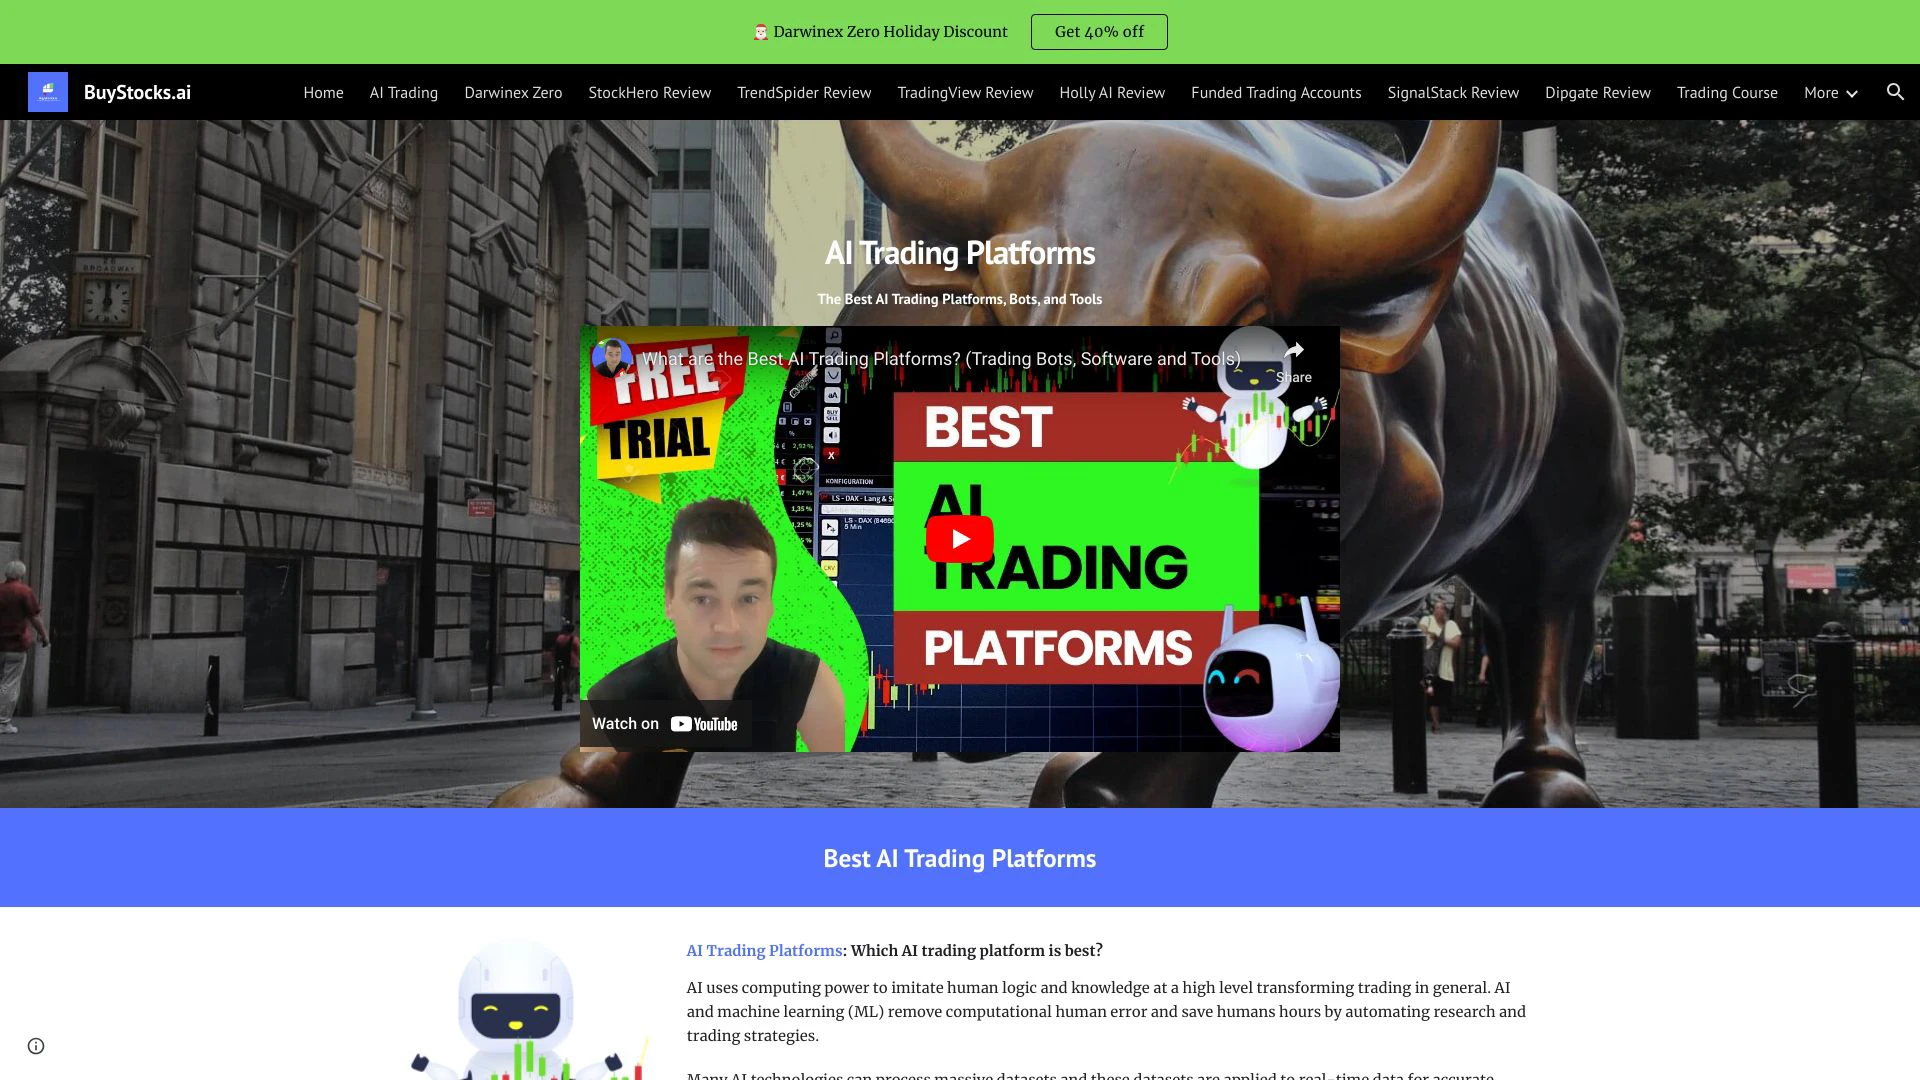 Darwinex Zero Holiday Discount
Get 40% off
BuyStocks.ai
Home
AI Trading
Darwinex Zero
StockHero Review
TrendSpider Review
TradingView Review
Holly AI Review
Funded Trading Accounts
SignalStack Review
Dipgate Review
Trading Course
More
AI Trading Platforms
The Best AI Trading Platforms, Bots, and Tools
What are the Best AI Trading Platforms? (Trading Bots, Software and Tools)
Share
FREE
TRIAL
BEST
AI
TRADING
PLATFORMS
KONFIGURATION
Watch on YouTube
Best AI Trading Platforms
AI Trading Platforms: Which AI trading platform is best?
AI uses computing power to imitate human logic and knowledge at a high level transforming trading in general. AI
and machine learning (ML) remove computational human error and save humans hours by automating research and
trading strategies.
Many AI technologies can process massive datasets and these datasets are applied to real-time data for accurate